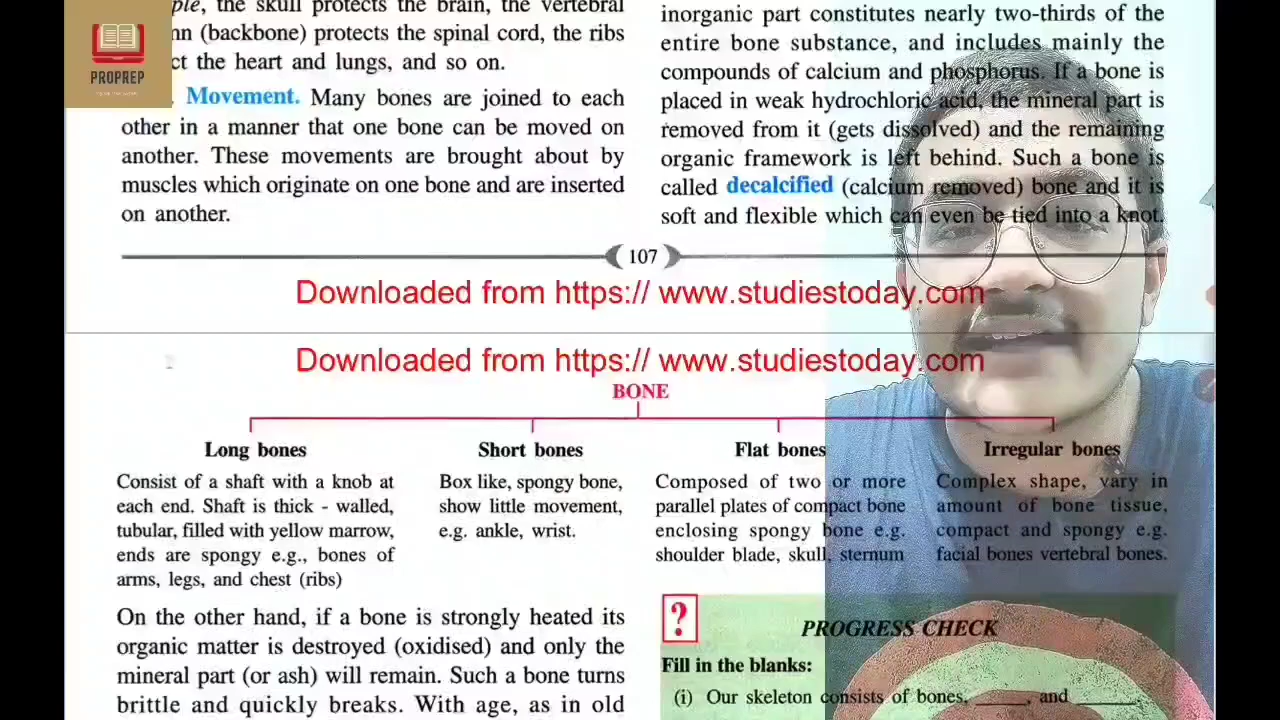 PROPREP
ple, the skull protects the brain, the vertebral
nn (backbone) protects the spinal cord, the ribs
ct the heart and lungs, and so on.
Movement. Many bones are joined to each
other in a manner that one bone can be moved on
another. These movements are brought about by
muscles which originate on one bone and are inserted
on another.
inorganic part constitutes nearly two-thirds of the
entire bone substance, and includes mainly the
compounds of calcium and phosphorus. If a bone is
placed in weak hydrochloric acid, the mineral part is
removed from it (gets dissolved) and the remaining
organic framework is left behind. Such a bone is
called decalcified (calcium removed) bone and it is
soft and flexible which can even be tied into a knot.
107
Downloaded from https:// www.studiestoday.com
Downloaded from https:// www.studiestoday.com
BONE
Long bones
Consist of a shaft with a knob at
each end. Shaft is thick - walled,
tubular, filled with yellow marrow,
ends are spongy e.g., bones of
arms, legs, and chest (ribs)
Short bones
Box like, spongy bone,
show little movement,
e.g. ankle, wrist.
Flat bones
Composed of two or more
parallel plates of compact bone
enclosing spongy bone e.g.
shoulder blade, skull, sternum
Irregular bones
Complex shape, vary in
amount of bone tissue,
compact and spongy e.g.
facial bones vertebral bones.
On the other hand, if a bone is strongly heated its
organic matter is destroyed (oxidised) and only the
mineral part (or ash) will remain. Such a bone turns
brittle and quickly breaks. With age, as in old
?
PROGRESS CHECK
Fill in the blanks:
(i) Our skeleton consists of bones, _____, and ________